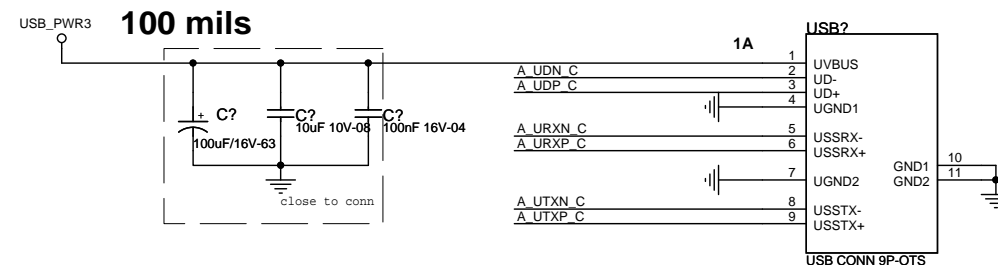 USB_PWR3
100 mils
1A
USB?
C?
100uF/16V-63
C?
10uF 10V-08
C?
100nF 16V-04
close to conn
1 UVBUS
A_UDN_C 2 UD-
A_UDP_C 3 UD+
4 UGND1
A_URXN_C 5 USSRX-
A_URXP_C 6 USSRX+
7 UGND2
A_UTXN_C 8 USSTX-
A_UTXP_C 9 USSTX+
GND1 10
GND2 11
USB CONN 9P-OTS